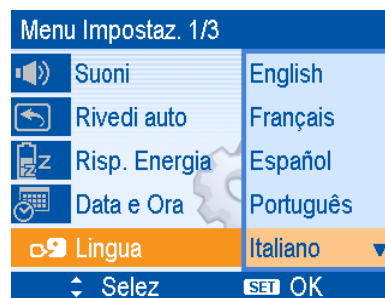 Menu Impostaz. 1/3
Suoni English
Rivedi auto Français
Risp. Energia Español
Data e Ora Português
Lingua Italiano
Selez SET OK